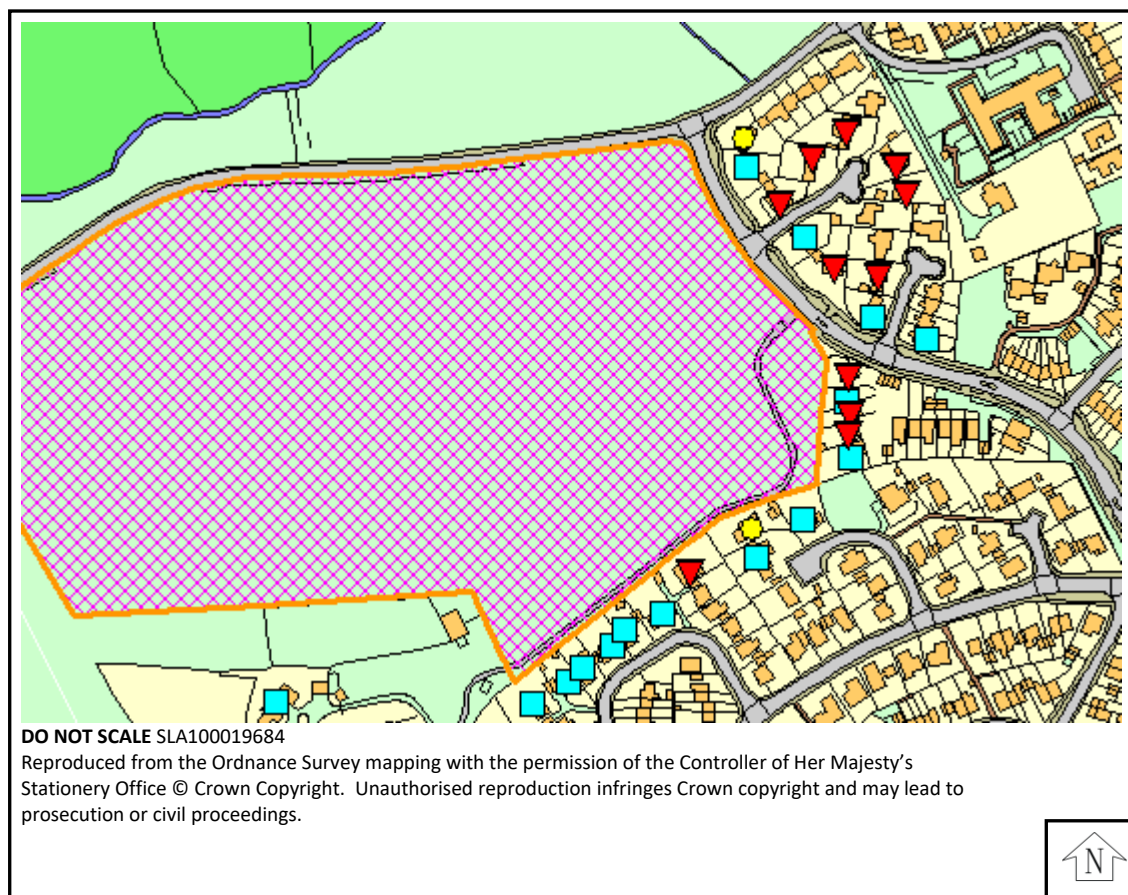 DO NOT SCALE SLA100019684
Reproduced from the Ordnance Survey mapping with the permission of the Controller of Her Majesty's
Stationery Office © Crown Copyright.  Unauthorised reproduction infringes Crown copyright and may lead to
prosecution or civil proceedings.
N